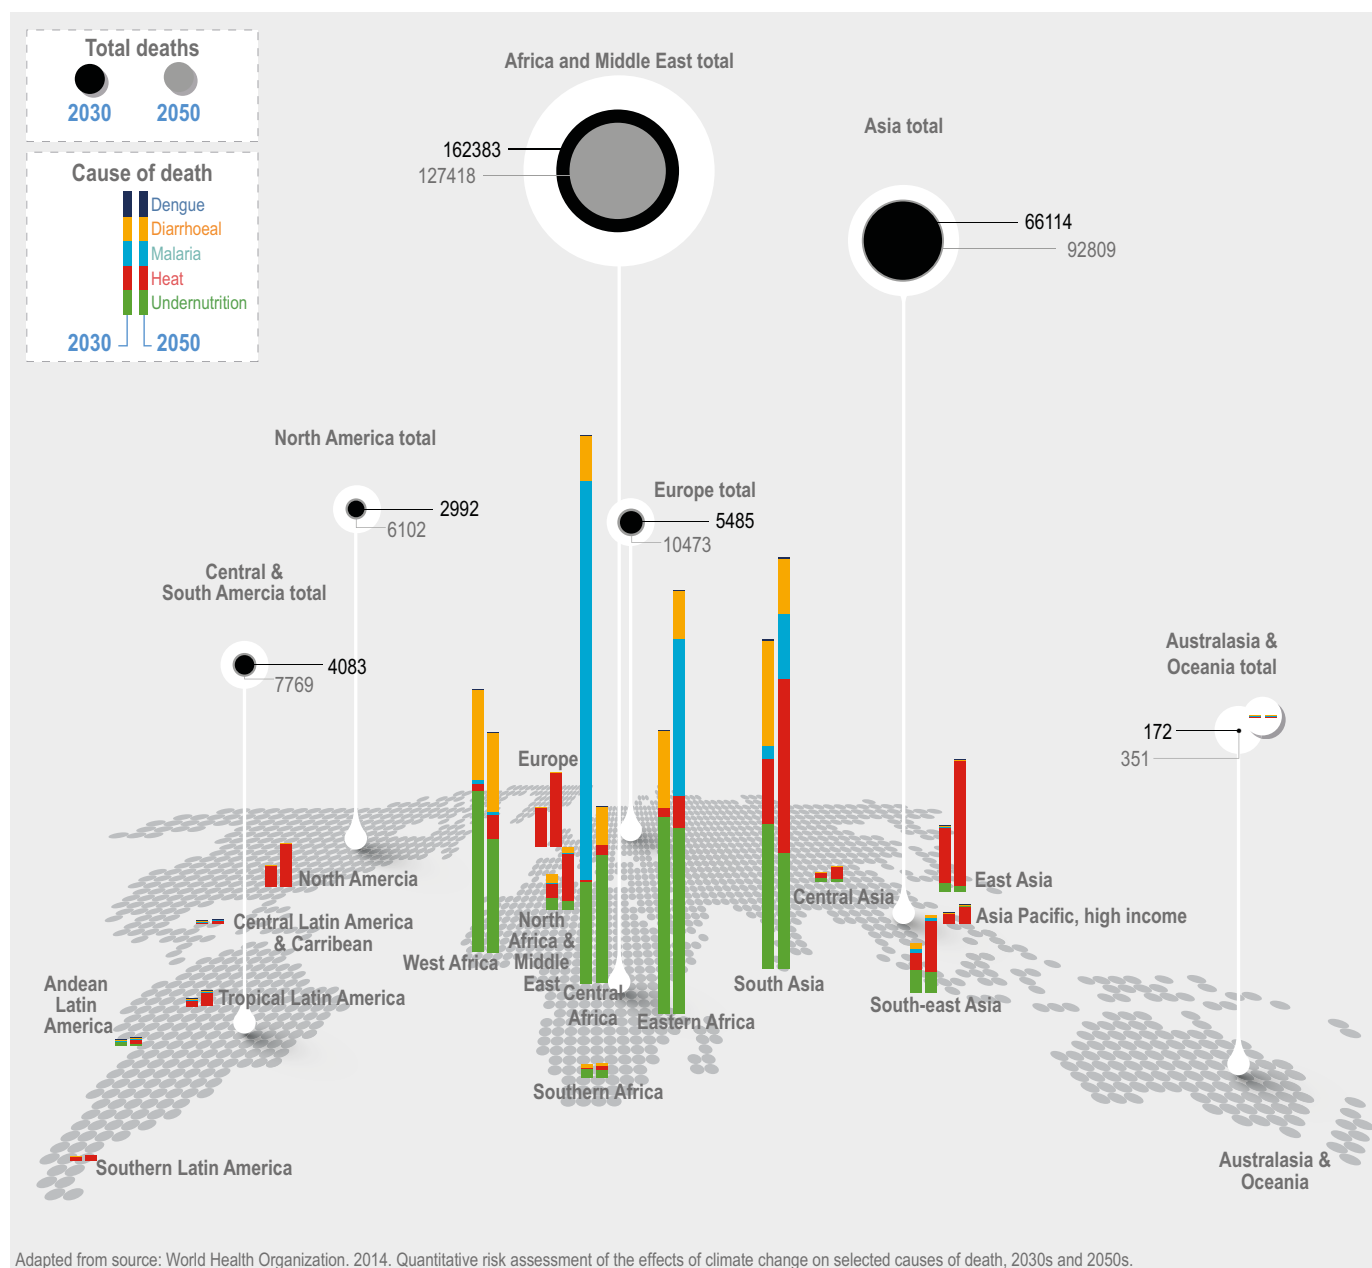 Total deaths
2030
2050
Cause of death
Dengue
Diarrhoeal
Malaria
Heat
Undernutrition
2030
2050
Africa and Middle East total
162383
127418
Asia total
66114
92809
North America total
2992
6102
Europe total
5485
10473
Central &
South Amercia total
4083
7769
Australasia &
Oceania total
172
351
Europe
North Amercia
Central Latin America
& Carribean
West Africa
North
Africa &
Middle
East
Central
Africa
Eastern Africa
South Asia
Central Asia
East Asia
Asia Pacific, high income
South-east Asia
Andean
Latin
America
Tropical Latin America
Southern Africa
Southern Latin America
Australasia &
Oceania
Adapted from source: World Health Organization. 2014. Quantitative risk assessment of the effects of climate change on selected causes of death, 2030s and 2050s.